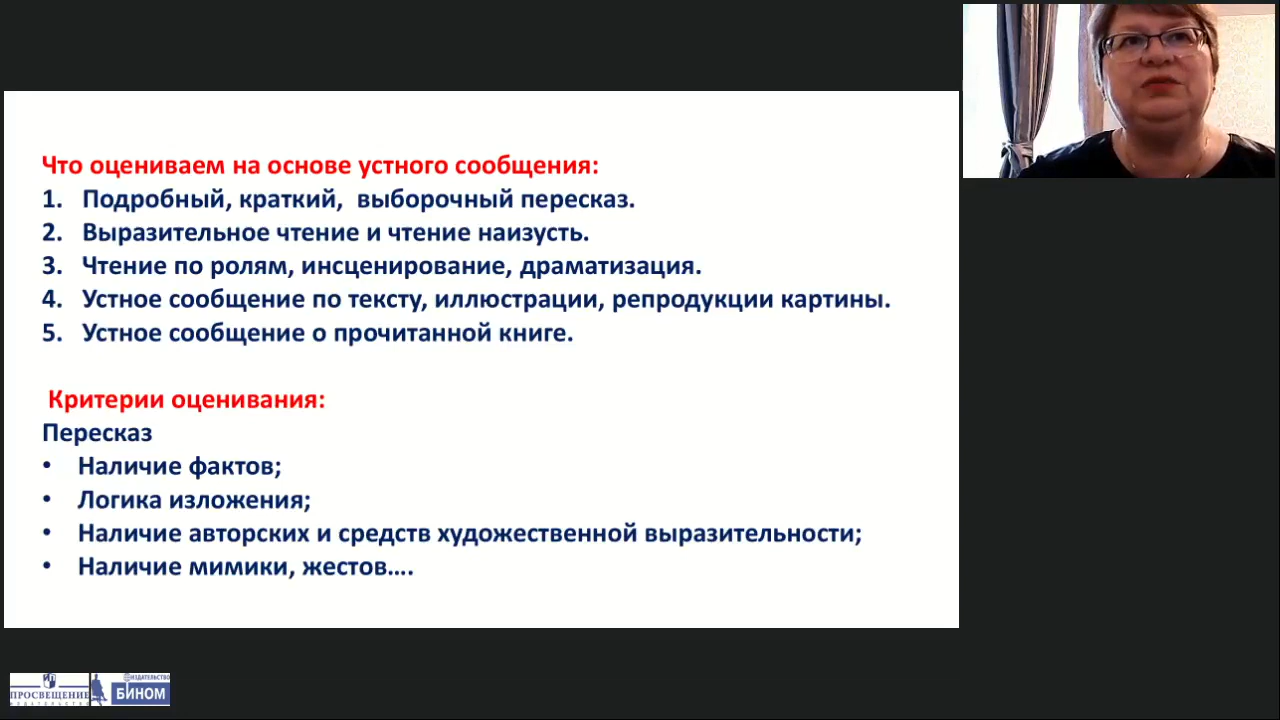 Что оцениваем на основе устного сообщения:
1. Подробный, краткий, выборочный пересказ.
2. Выразительное чтение и чтение наизусть.
3. Чтение по ролям, инсценирование, драматизация.
4. Устное сообщение по тексту, иллюстрации, репродукции картины.
5. Устное сообщение о прочитанной книге.
Критерии оценивания:
Пересказ
• Наличие фактов;
• Логика изложения;
• Наличие авторских и средств художественной выразительности;
• Наличие мимики, жестов….
ПРОСВЕЩЕНИЕ
ИЗДАТЕЛЬСТВО
ИЗДАТЕЛЬСТВО
БИНОМ